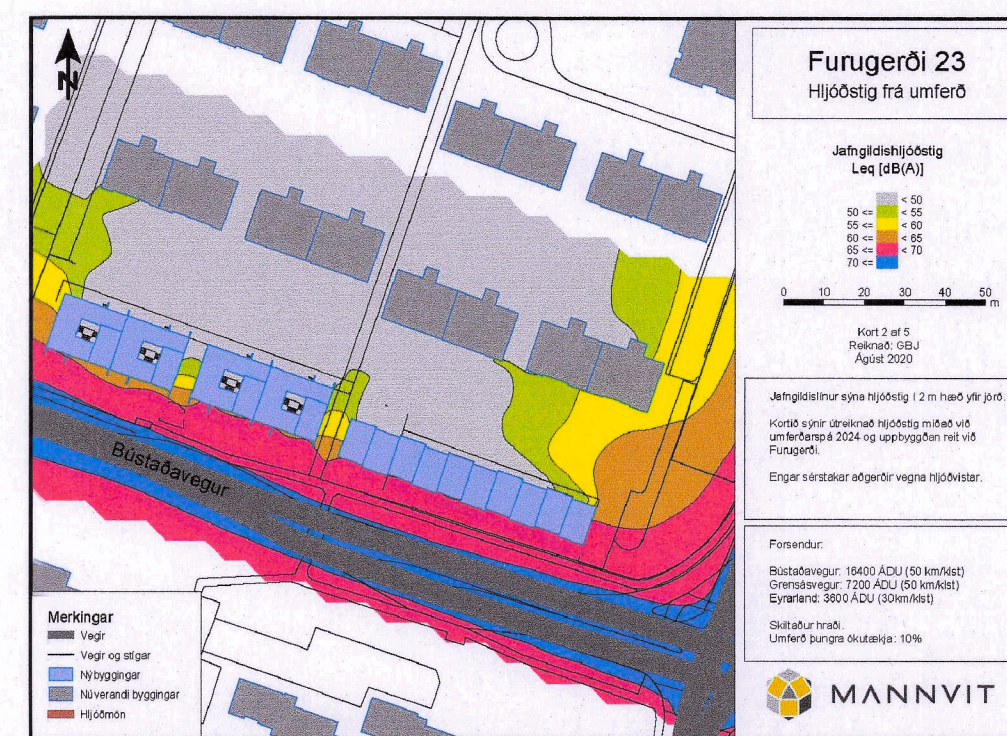 N
Bústaðavegur
Merkingar
Vegir
Vegir og stígar
Nýbyggingar
Núverandi byggingar
Hljóðmön
Furugerði 23
Hljóðstig frá umferð
Jafngildishljóðstig
Leq [dB(A)]
< 50
50 <= < 55
55 <= < 60
60 <= < 65
65 <= < 70
70 <=
0 10 20 30 40 50
m
Kort 2 af 5
Reiknað: GBJ
Ágúst 2020
Jafngildislínur sýna hljóðstig í 2 m hæð yfir jörð.
Kortið sýnir útreiknað hljóðstig miðað við
umferðarspá 2024 og uppbyggðan reit við
Furugerði.
Engar sérstakar aðgerðir vegna hljóðvistar.
Forsendur:
Bústaðavegur: 16400 ÁDU (50 km/klst)
Grensásvegur: 7200 ÁDU (50 km/klst)
Eyrarland: 3600 ÁDU (30km/klst)
Skiltaður hraði.
Umferð þungra ökutækja: 10%
MANNVIT